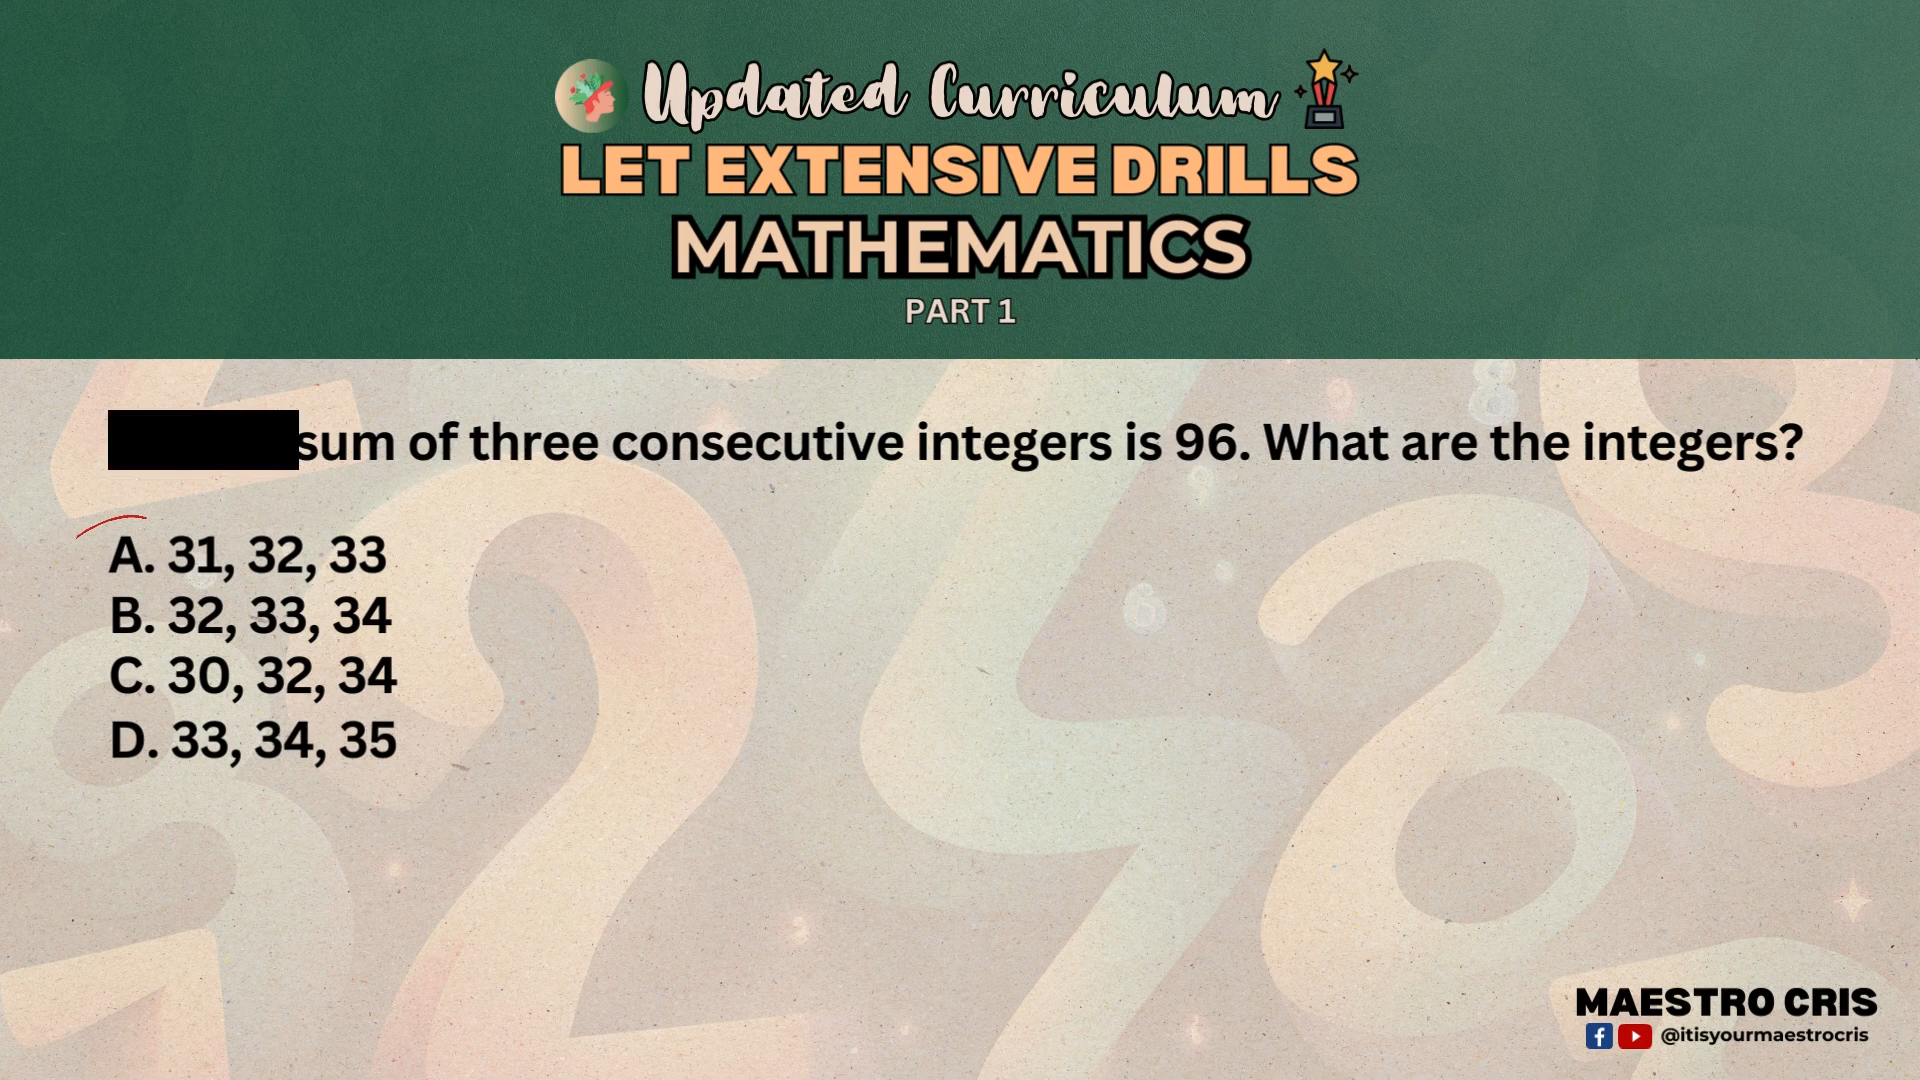 Updated Curriculum
LET EXTENSIVE DRILLS
MATHEMATICS
PART 1
sum of three consecutive integers is 96. What are the integers?
A. 31, 32, 33
B. 32, 33, 34
C. 30, 32, 34
D. 33, 34, 35
MAESTRO CRIS
@itisyourmaestrocris